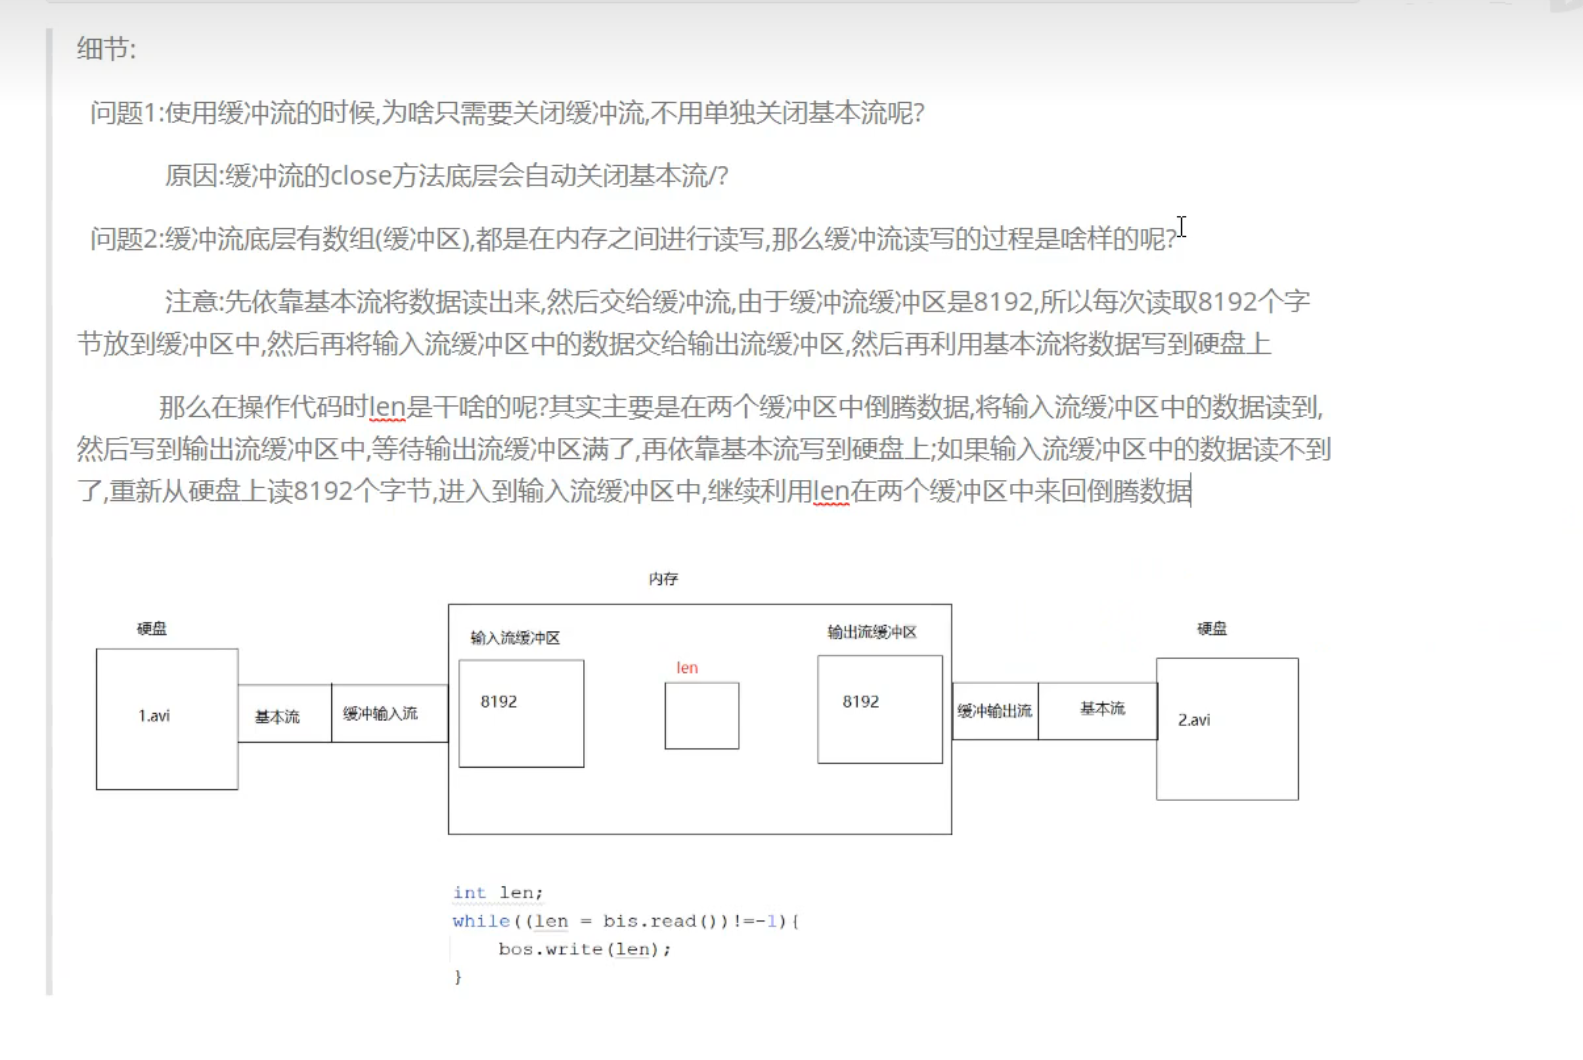 细节:
问题1:使用缓冲流的时候,为啥只需要关闭缓冲流,不用单独关闭基本流呢?
原因:缓冲流的close方法底层会自动关闭基本流/?
问题2:缓冲流底层有数组(缓冲区),都是在内存之间进行读写,那么缓冲流读写的过程是啥样的呢?
注意:先依靠基本流将数据读出来,然后交给缓冲流,由于缓冲流缓冲区是8192,所以每次读取8192个字
节放到缓冲区中,然后再将输入流缓冲区中的数据交给输出流缓冲区,然后再利用基本流将数据写到硬盘上
那么在操作代码时len是干啥的呢?其实主要是在两个缓冲区中倒腾数据,将输入流缓冲区中的数据读到,
然后写到输出流缓冲区中,等待输出流缓冲区满了,再依靠基本流写到硬盘上;如果输入流缓冲区中的数据读不到
了,重新从硬盘上读8192个字节,进入到输入流缓冲区中,继续利用len在两个缓冲区中来回倒腾数据
内存
硬盘
输入流缓冲区
输出流缓冲区
硬盘
len
1.avi
基本流
缓冲输入流
8192
8192
缓冲输出流
基本流
2.avi
int len;
while((len = bis.read())!=-1){
bos.write(len);
}